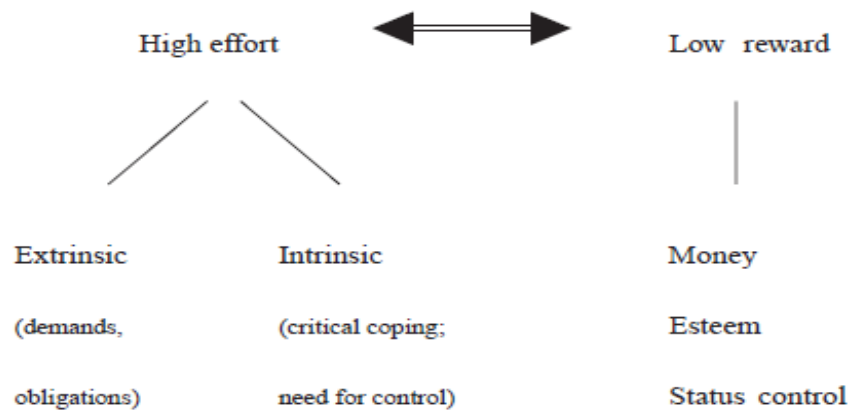 High effort
Low reward
Extrinsic
(demands,
obligations)
Intrinsic
(critical coping;
need for control)
Money
Esteem
Status control